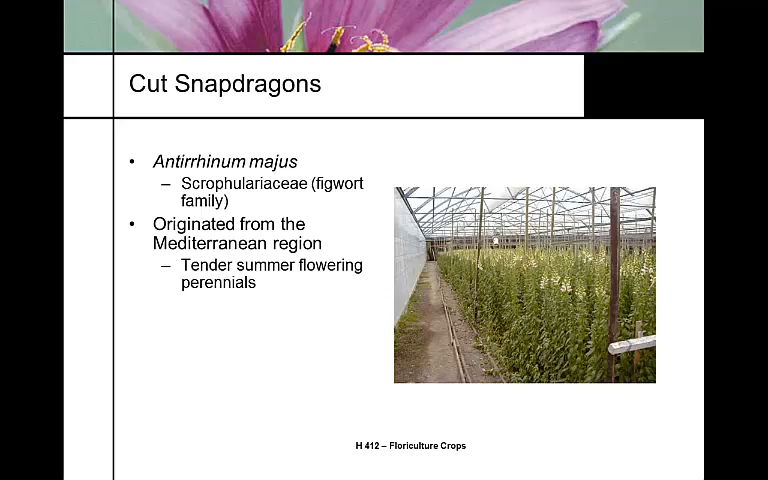 Cut Snapdragons
• Antirrhinum majus
– Scrophulariaceae (figwort
family)
• Originated from the
Mediterranean region
– Tender summer flowering
perennials
H 412 – Floriculture Crops